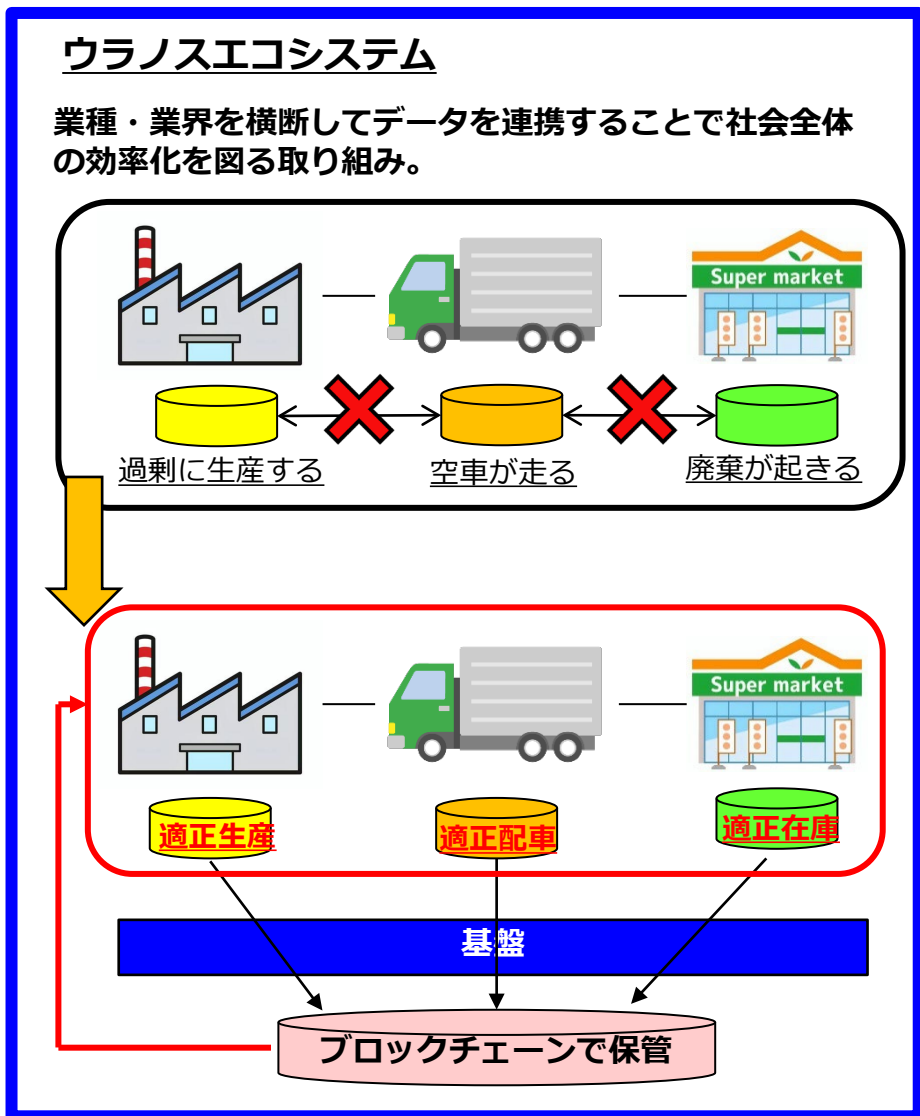 ウラノスエコシステム
業種・業界を横断してデータを連携することで社会全体
の効率化を図る取り組み。
Super market
過剰に生産する
空車が走る
廃棄が起きる
Super market
適正生産
適正配車
適正在庫
基盤
ブロックチェーンで保管